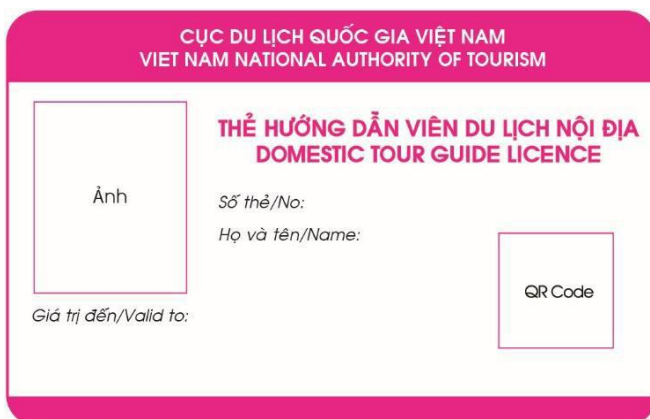 CỤC DU LỊCH QUỐC GIA VIỆT NAM
VIET NAM NATIONAL AUTHORITY OF TOURISM
THẺ HƯỚNG DẪN VIÊN DU LỊCH NỘI ĐỊA
DOMESTIC TOUR GUIDE LICENCE
Ảnh
Số thẻ/No:
Họ và tên/Name:
QR Code
Giá trị đến/Valid to: